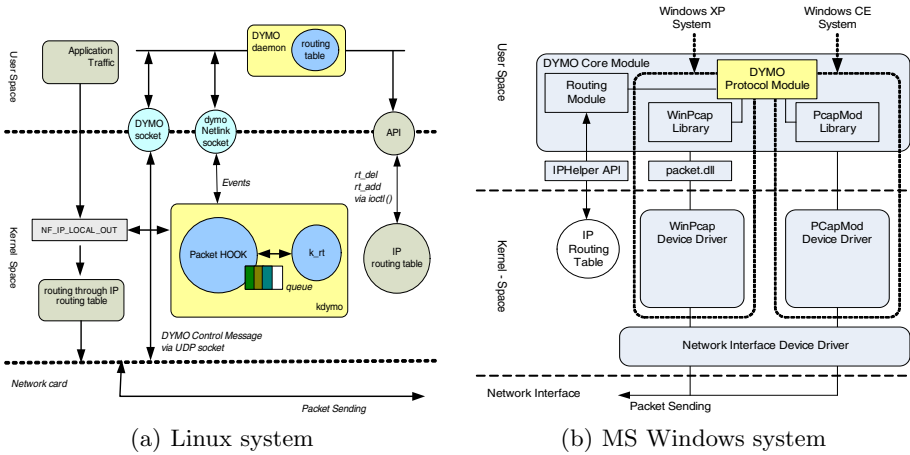 User Space
Application
Traffic
DYMO
daemon
routing
table
DYMO
socket
dymo
Netlink
socket
API
Events
rt_del
rt_add
via ioctl()
Kernel Space
NF_IP_LOCAL_OUT
Packet HOOK
k_rt
queue
kdymo
IP
routing table
routing through IP
routing table
DYMO Control Message
via UDP socket
Network card
Packet Sending
(a) Linux system
Windows XP
System
Windows CE
System
User Space
DYMO Core Module
DYMO
Protocol Module
Routing
Module
WinPcap
Library
PcapMod
Library
IPHelper API
packet.dll
Kernel - Space
IP
Routing
Table
WinPcap
Device Driver
PCapMod
Device Driver
Network Interface Device Driver
Network Interface
Packet Sending
(b) MS Windows system